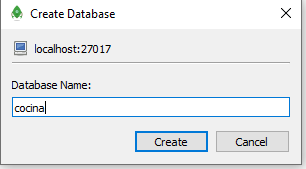 Create Database
localhost:27017
Database Name:
cocina
Create Cancel